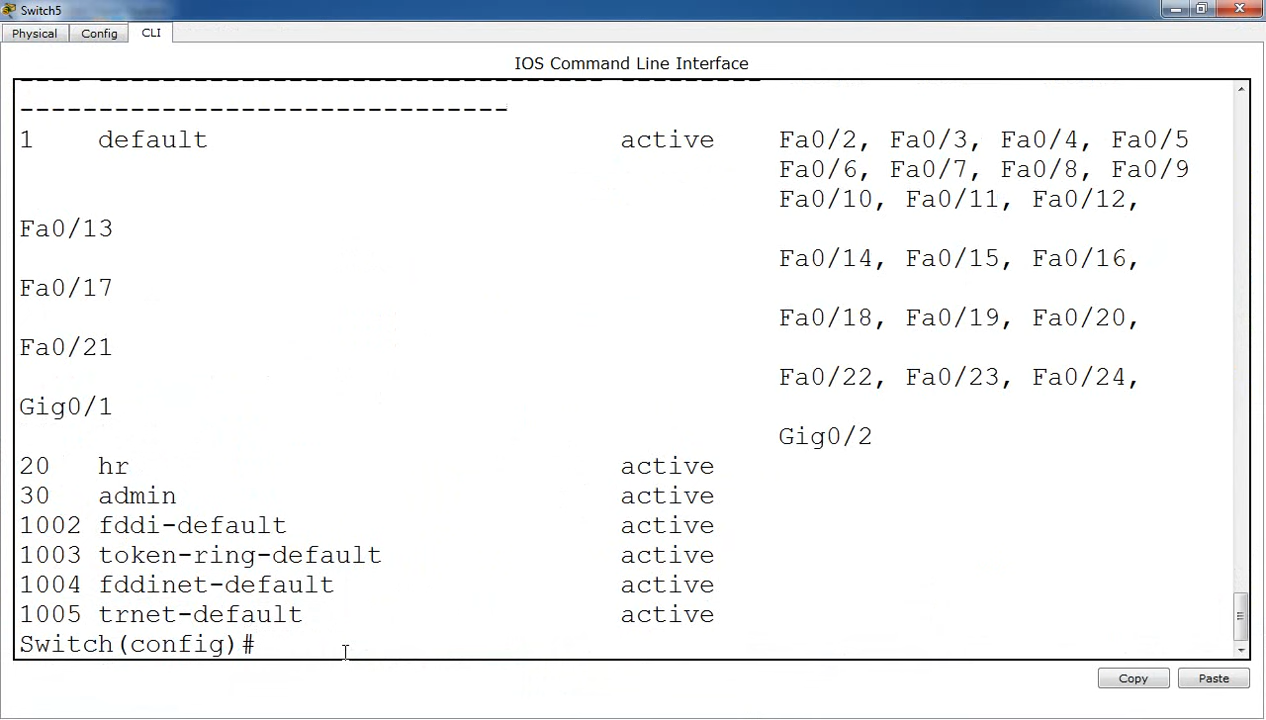 Switch5
Physical Config CLI
IOS Command Line Interface
---- -------------------------------- ---------
-------------------------------
1 default active Fa0/2, Fa0/3, Fa0/4, Fa0/5
Fa0/6, Fa0/7, Fa0/8, Fa0/9
Fa0/10, Fa0/11, Fa0/12,
Fa0/13
Fa0/14, Fa0/15, Fa0/16,
Fa0/17
Fa0/18, Fa0/19, Fa0/20,
Fa0/21
Fa0/22, Fa0/23, Fa0/24,
Gig0/1
Gig0/2
20 hr active
30 admin active
1002 fddi-default active
1003 token-ring-default active
1004 fddinet-default active
1005 trnet-default active
Switch(config)#
Copy Paste